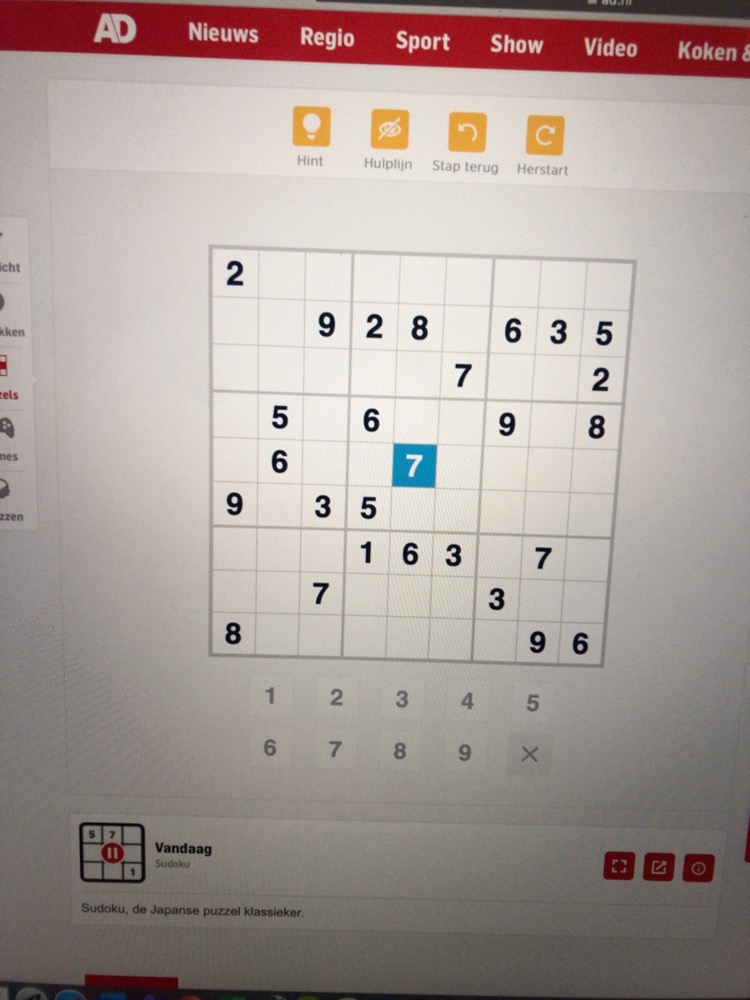 ad.nl
AD Nieuws Regio Sport Show Video Koken &
Hint Hulplijn Stap terug Herstart
icht
kken
zels
mes
zzen
2
9 2 8 6 3 5
7 2
5 6 9 8
6 7
9 3 5
1 6 3 7
7 3
8 9 6
1 2 3 4 5
6 7 8 9 ×
5 7
1
Vandaag
Sudoku
Sudoku, de Japanse puzzel klassieker.